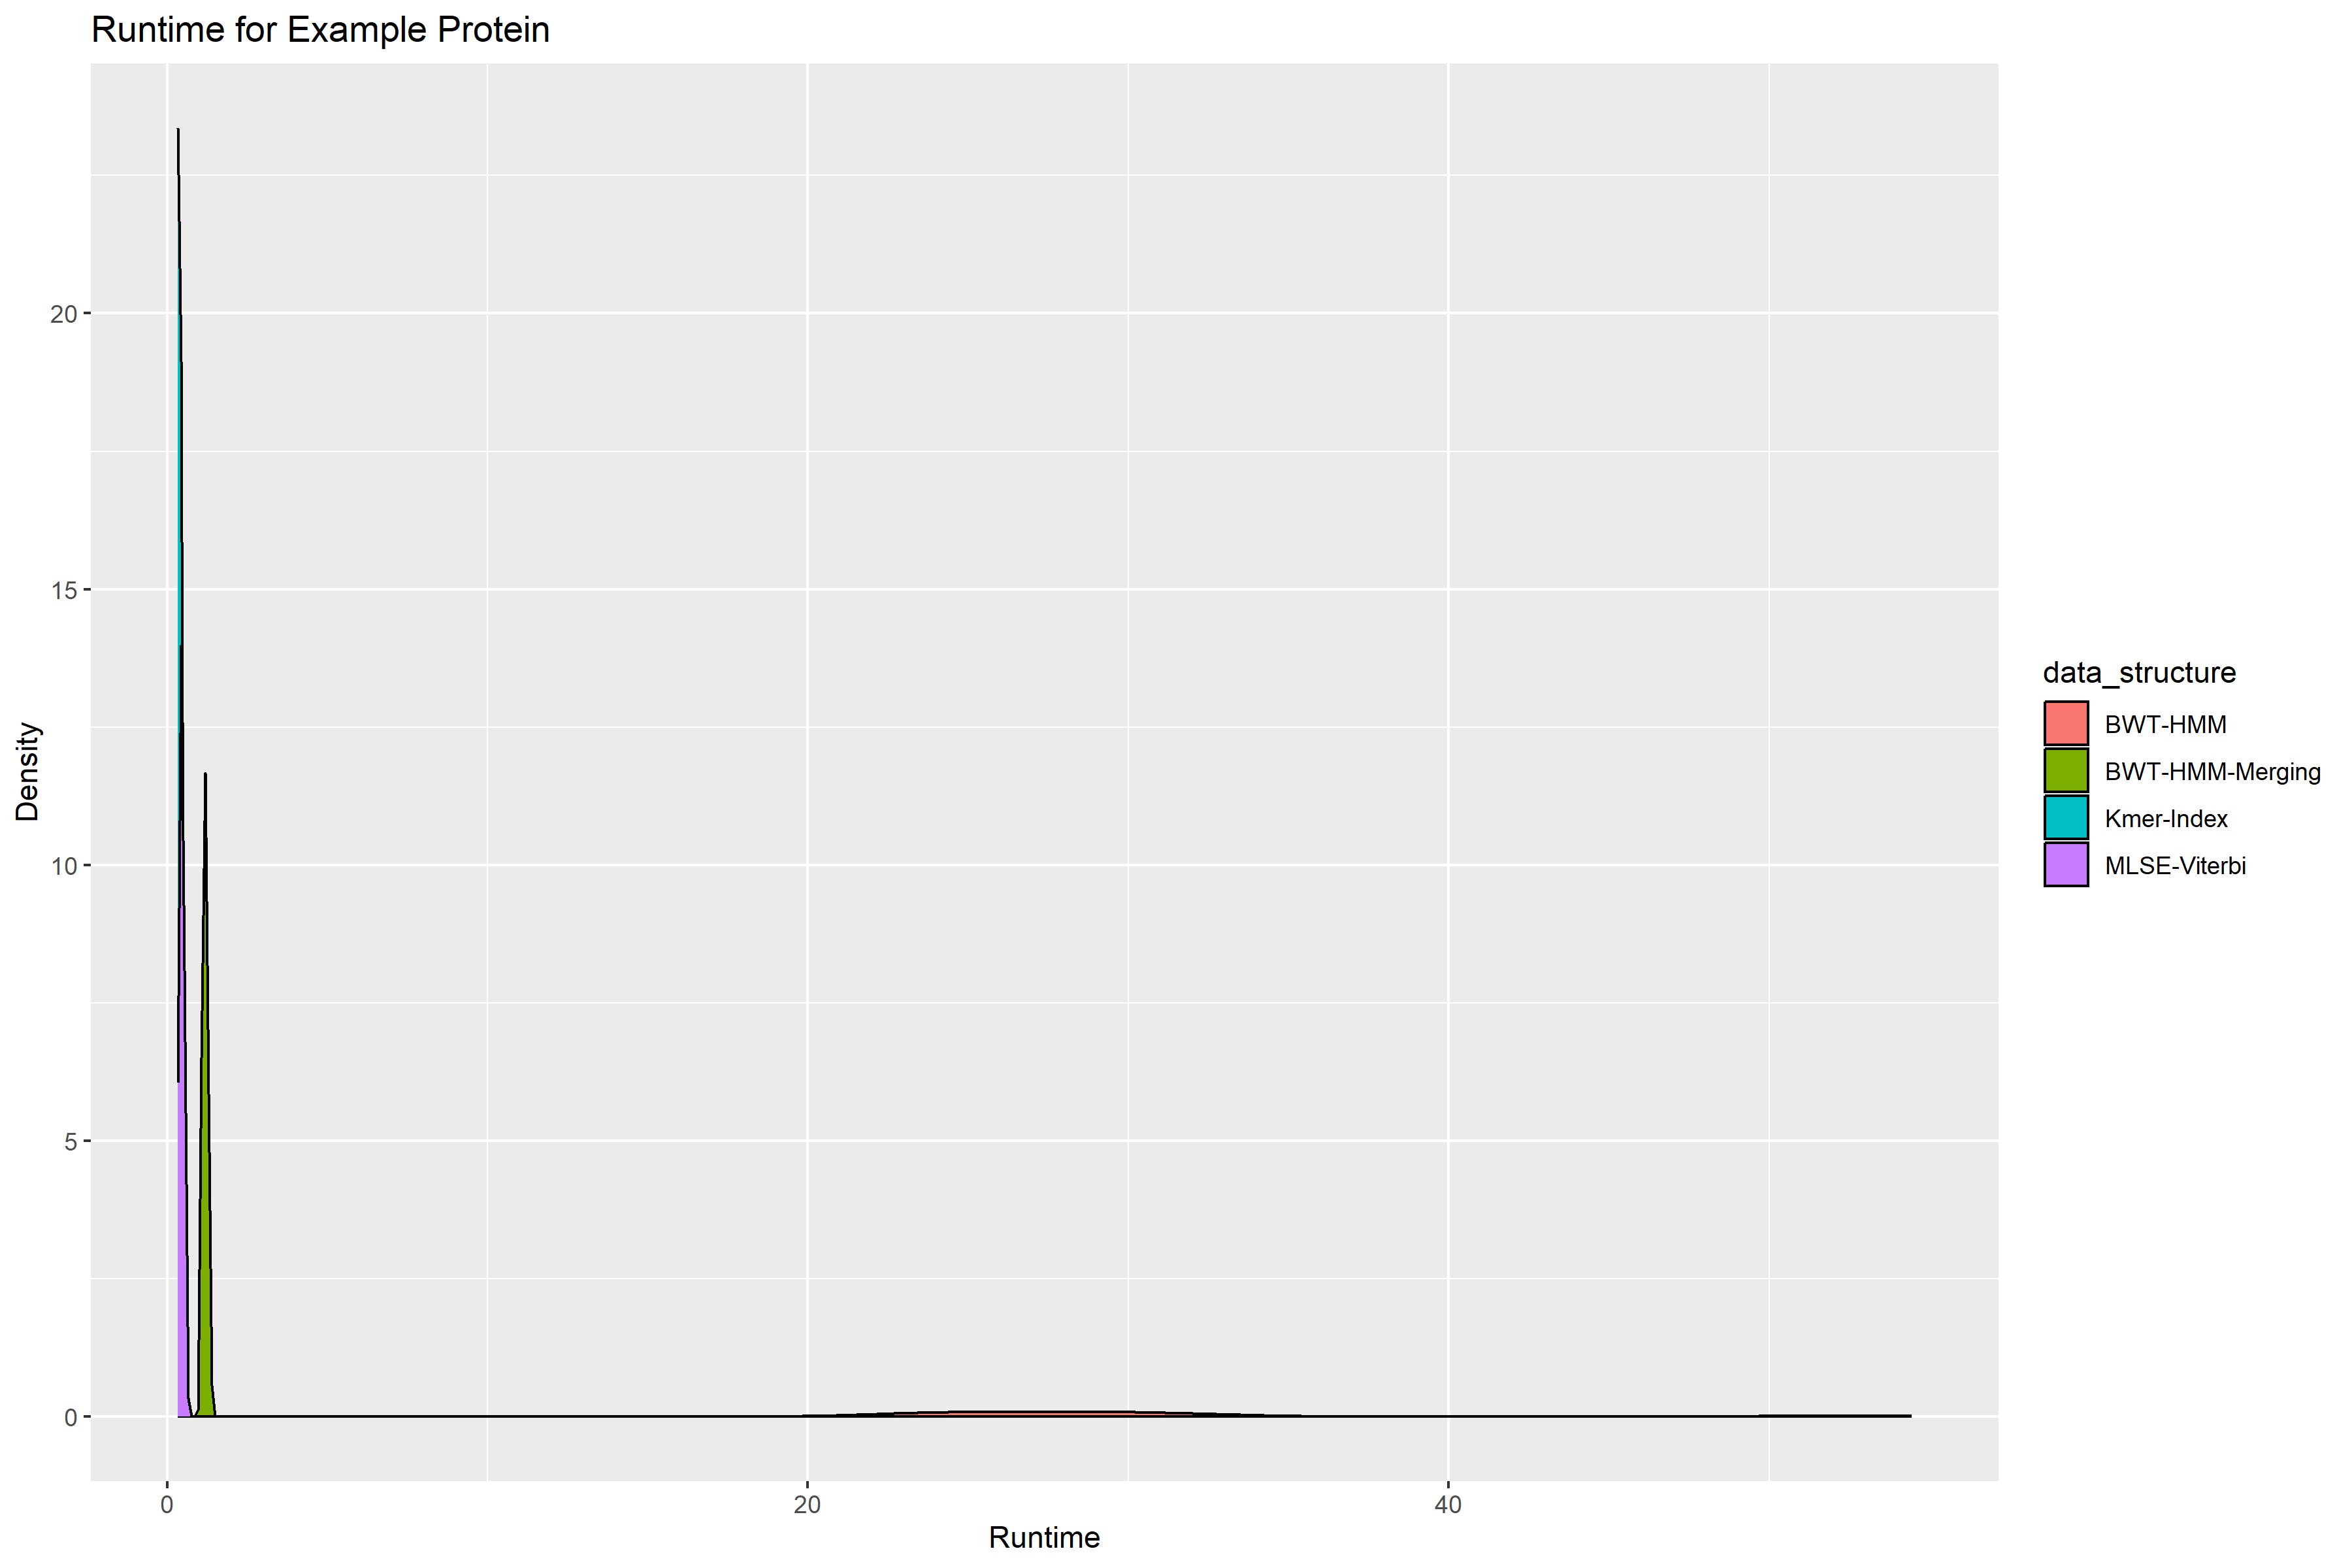 Runtime for Example Protein
Density
20
15
10
5
0
0 20 40
Runtime
data_structure
BWT-HMM
BWT-HMM-Merging
Kmer-Index
MLSE-Viterbi